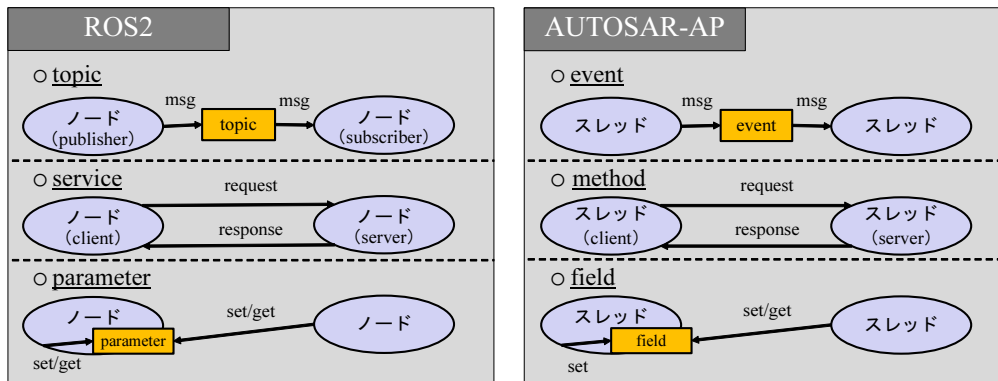 ROS2
○ topic
msg
msg
ノード
(publisher)
topic
ノード
(subscriber)
○ service
request
ノード
(client)
ノード
(server)
response
○ parameter
ノード
set/get
ノード
parameter
set/get
AUTOSAR-AP
○ event
msg
msg
スレッド
event
スレッド
○ method
request
スレッド
(client)
スレッド
(server)
response
○ field
スレッド
set/get
スレッド
field
set